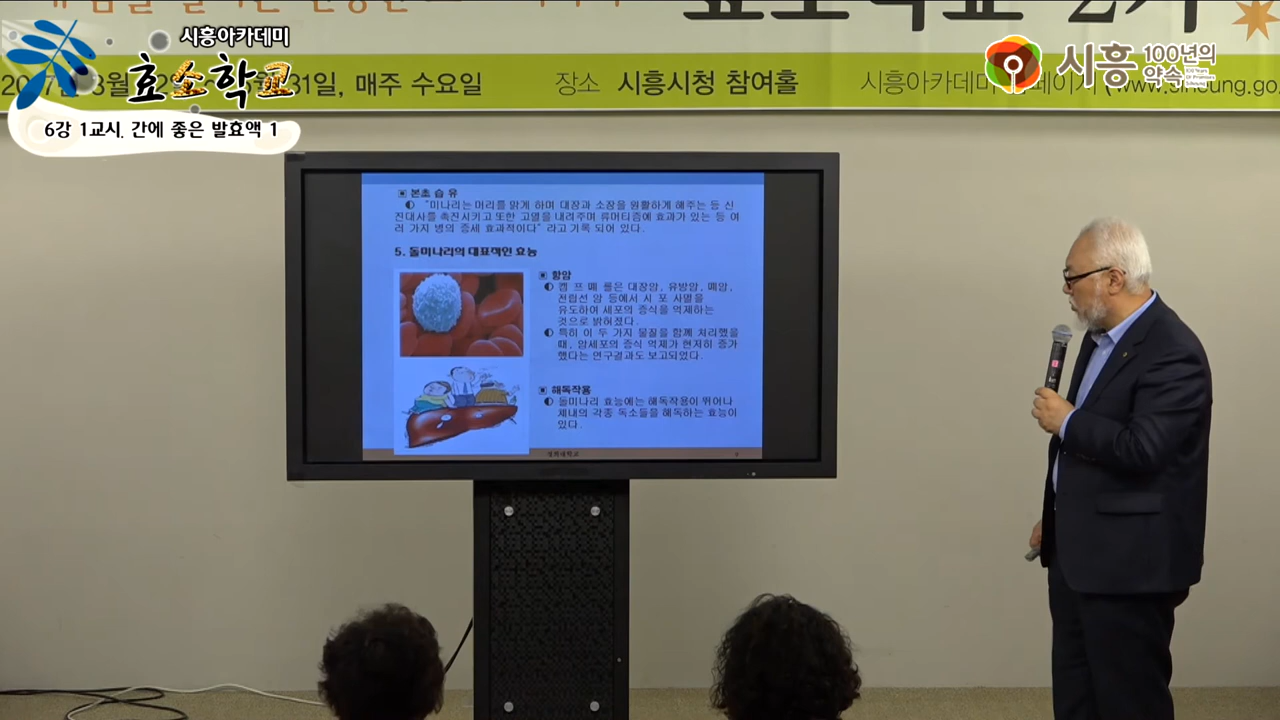 효소학교 2기
시흥아카데미
효소학교
31일, 매주 수요일
장소 시흥시청 참여홀
시흥아카데미
시흥 100년의
약속
6강 1교시. 간에 좋은 발효액 1
▣ 본초 습 유
◐ “미나리는 머리를 맑게 하며 대장과 소장을 원활하게 해주는 등 신
진대사를 촉진시키고 또한 고열을 내려주며 류머티즘에 효과가 있는 등 여
러 가지 병의 증세 효과적이다” 라고 기록 되어 있다.
5. 돌미나리의 대표적인 효능
▣ 항암
◐ 캠 프 페 롤은 대장암, 유방암, 폐암,
전립선 암 등에서 시 포 사멸을
유도하여 세포의 증식을 억제하는
것으로 밝혀졌다.
◐ 특히 이 두 가지 물질을 함께 처리했을
때, 암세포의 증식 억제가 현저히 증가
했다는 연구결과도 보고되었다.
▣ 해독작용
◐ 돌미나리 효능에는 해독작용이 뛰어나
체내의 각종 독소들을 해독하는 효능이
있다.
9